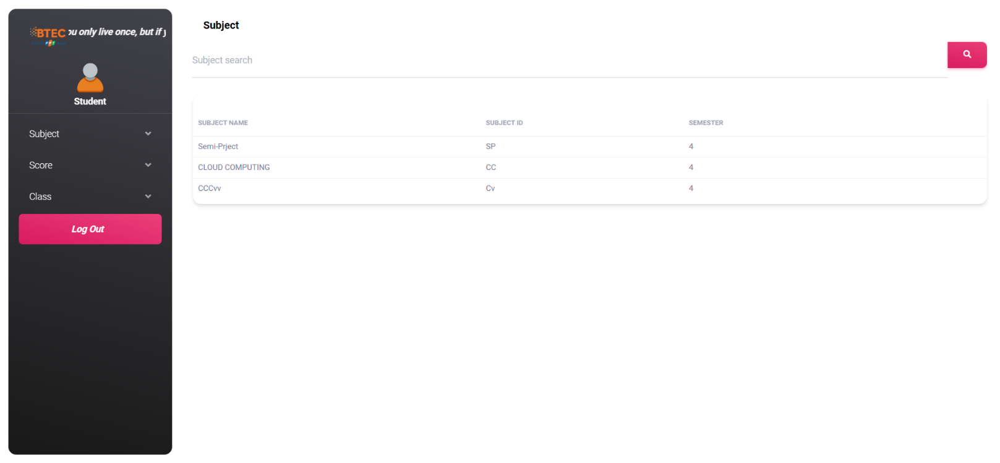 BTEC ou only live once, but if y
Student
Subject
Score
Class
Log Out
Subject
Subject search
SUBJECT NAME SUBJECT ID SEMESTER
Semi-Prject SP 4
CLOUD COMPUTING CC 4
CCCvv Cv 4